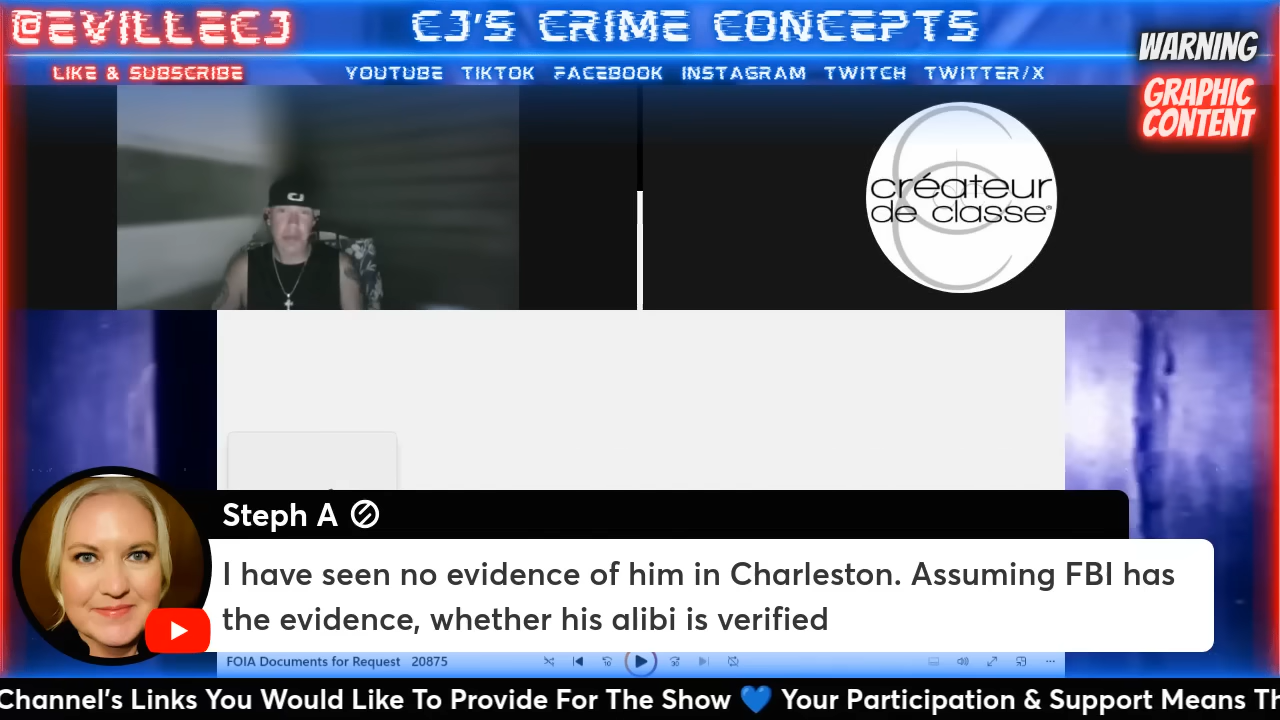 @EVILLECJ
CJ'S CRIME CONCEPTS
WARNING
LIKE & SUBSCRIBE
YOUTUBE TIKTOK FACEBOOK INSTAGRAM TWITCH TWITTER/X
GRAPHIC
CONTENT
CJ
créateur
de classe®
Steph A
I have seen no evidence of him in Charleston. Assuming FBI has
the evidence, whether his alibi is verified
FOIA Documents for Request 20875
Channel's Links You Would Like To Provide For The Show 💙 Your Participation & Support Means Th